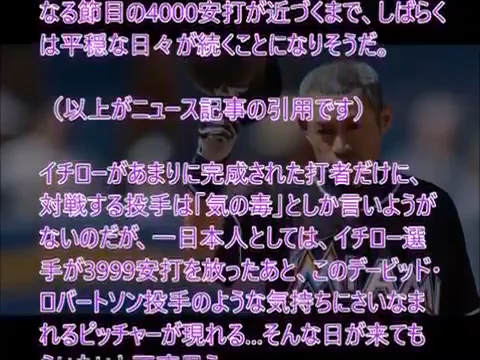 なる節目の4000安打が近づくまで、しばらく
は平穏な日々が続くことになりそうだ。
（以上がニュース記事の引用です）
イチローがあまりに完成された打者だけに、
対戦する投手は「気の毒」としか言いようが
ないのだが、一日本人としては、イチロー選
手が3999安打を放ったあと、このデービッド・
ロバートソン投手のような気持ちにさいなま
れるピッチャーが現れる...そんな日が来ても